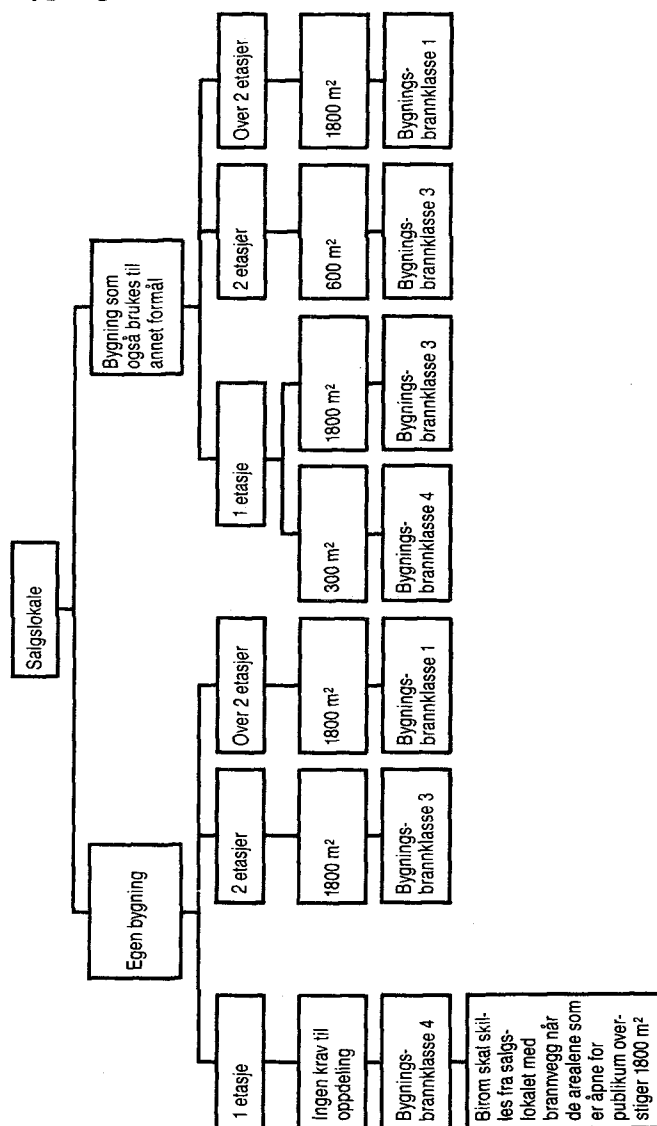 Salgslokale
Egen bygning
Bygning som
også brukes til
annet formål
1 etasje
2 etasjer
Over 2 etasjer
1 etasje
2 etasjer
Over 2 etasjer
Ingen krav til
oppdeling
1800 m²
1800 m²
300 m²
1800 m²
600 m²
1800 m²
Bygnings-
brannklasse 4
Bygnings-
brannklasse 3
Bygnings-
brannklasse 1
Bygnings-
brannklasse 4
Bygnings-
brannklasse 3
Bygnings-
brannklasse 3
Bygnings-
brannklasse 1
Birom skat skil-
les fra salgs-
lokalet med
brannvegg når
de arealene som
er åpne for
publikum over-
stiger 1800 m²